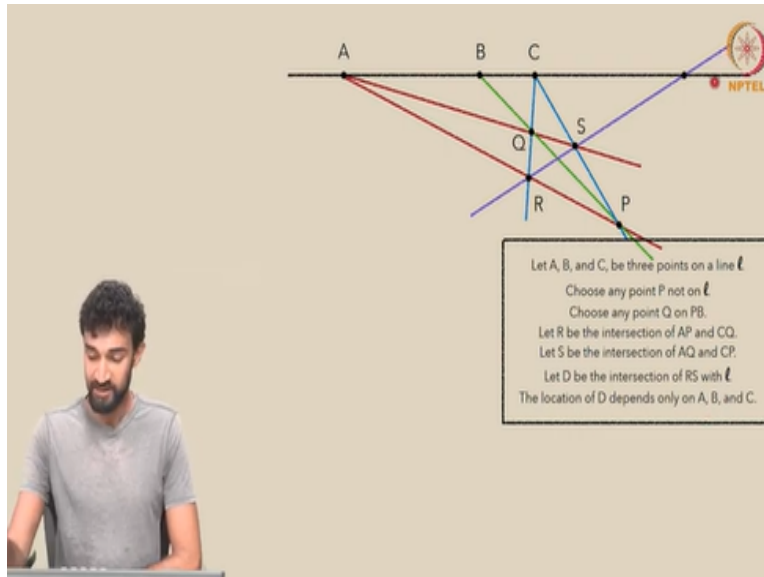 A B C
NPTEL
Q S
R P
Let A, B, and C, be three points on a line ℓ
Choose any point P not on ℓ
Choose any point Q on PB.
Let R be the intersection of AP and CQ.
Let S be the intersection of AQ and CP.
Let D be the intersection of RS with ℓ
The location of D depends only on A, B, and C.